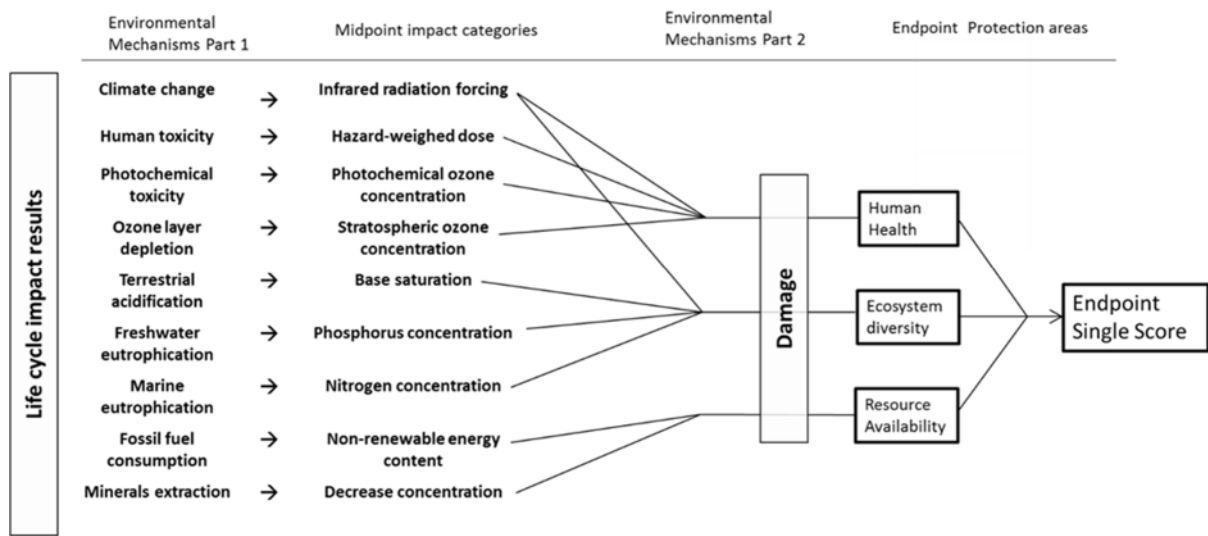 Environmental
Mechanisms Part 1
Midpoint impact categories
Environmental
Mechanisms Part 2
Endpoint Protection areas
Life cycle impact results
Climate change → Infrared radiation forcing
Human toxicity → Hazard-weighed dose
Photochemical
toxicity
→
Photochemical ozone
concentration
Ozone layer
depletion
→
Stratospheric ozone
concentration
Terrestrial
acidification
→
Base saturation
Freshwater
eutrophication
→
Phosphorus concentration
Marine
eutrophication
→
Nitrogen concentration
Fossil fuel
consumption
→
Non-renewable energy
content
Minerals extraction → Decrease concentration
Damage
Human
Health
Ecosystem
diversity
Resource
Availability
Endpoint
Single Score